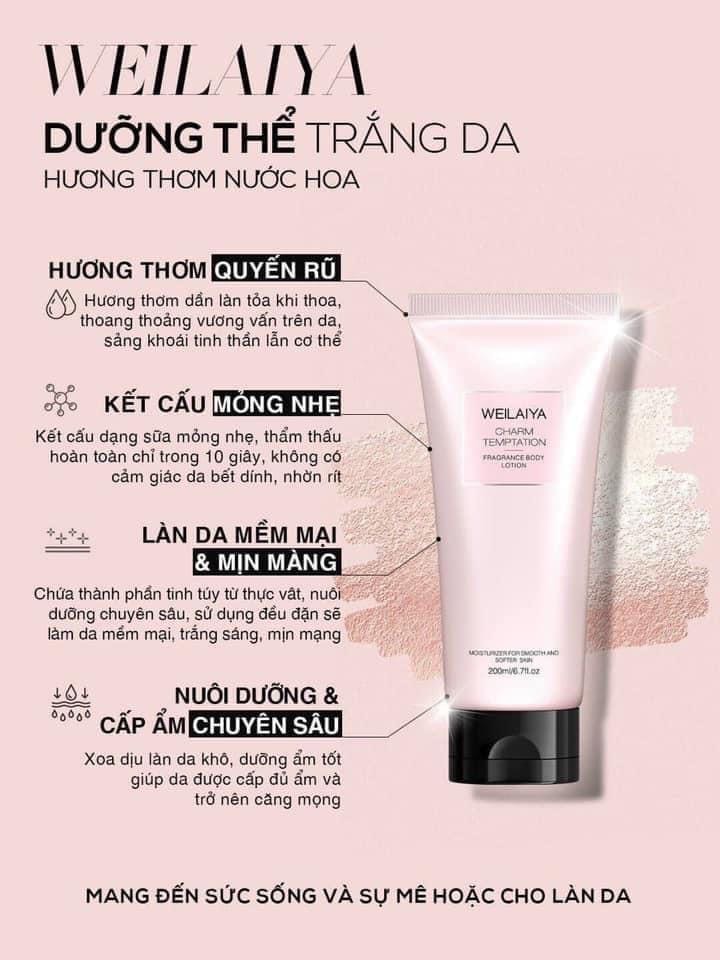 WEILAIYA
DƯỠNG THỂ TRẮNG DA
HƯƠNG THƠM NƯỚC HOA
HƯƠNG THƠM QUYẾN RŨ
Hương thơm dần làn tỏa khi thoa,
thoang thoảng vương vấn trên da,
sảng khoái tinh thần lẫn cơ thể
KẾT CẤU MỎNG NHẸ
Kết cấu dạng sữa mỏng nhẹ, thẩm thấu
hoàn toàn chỉ trong 10 giây, không có
cảm giác da bết dính, nhờn rít
LÀN DA MỀM MẠI
& MỊN MÀNG
Chứa thành phần tinh túy từ thực vât, nuôi
dưỡng chuyên sâu, sử dụng đều đặn sẽ
làm da mềm mại, trắng sáng, mịn mạng
NUÔI DƯỠNG &
CẤP ẨM CHUYÊN SÂU
Xoa dịu làn da khô, dưỡng ẩm tốt
giúp da được cấp đủ ẩm và
trở nên căng mọng
WEILAIYA
CHARM
TEMPTATION
FRAGRANCE BODY
LOTION
MOISTURIZER FOR SMOOTH AND
SOFTER SKIN
200ml/6.7fl.oz
MANG ĐẾN SỨC SỐNG VÀ SỰ MÊ HOẶC CHO LÀN DA